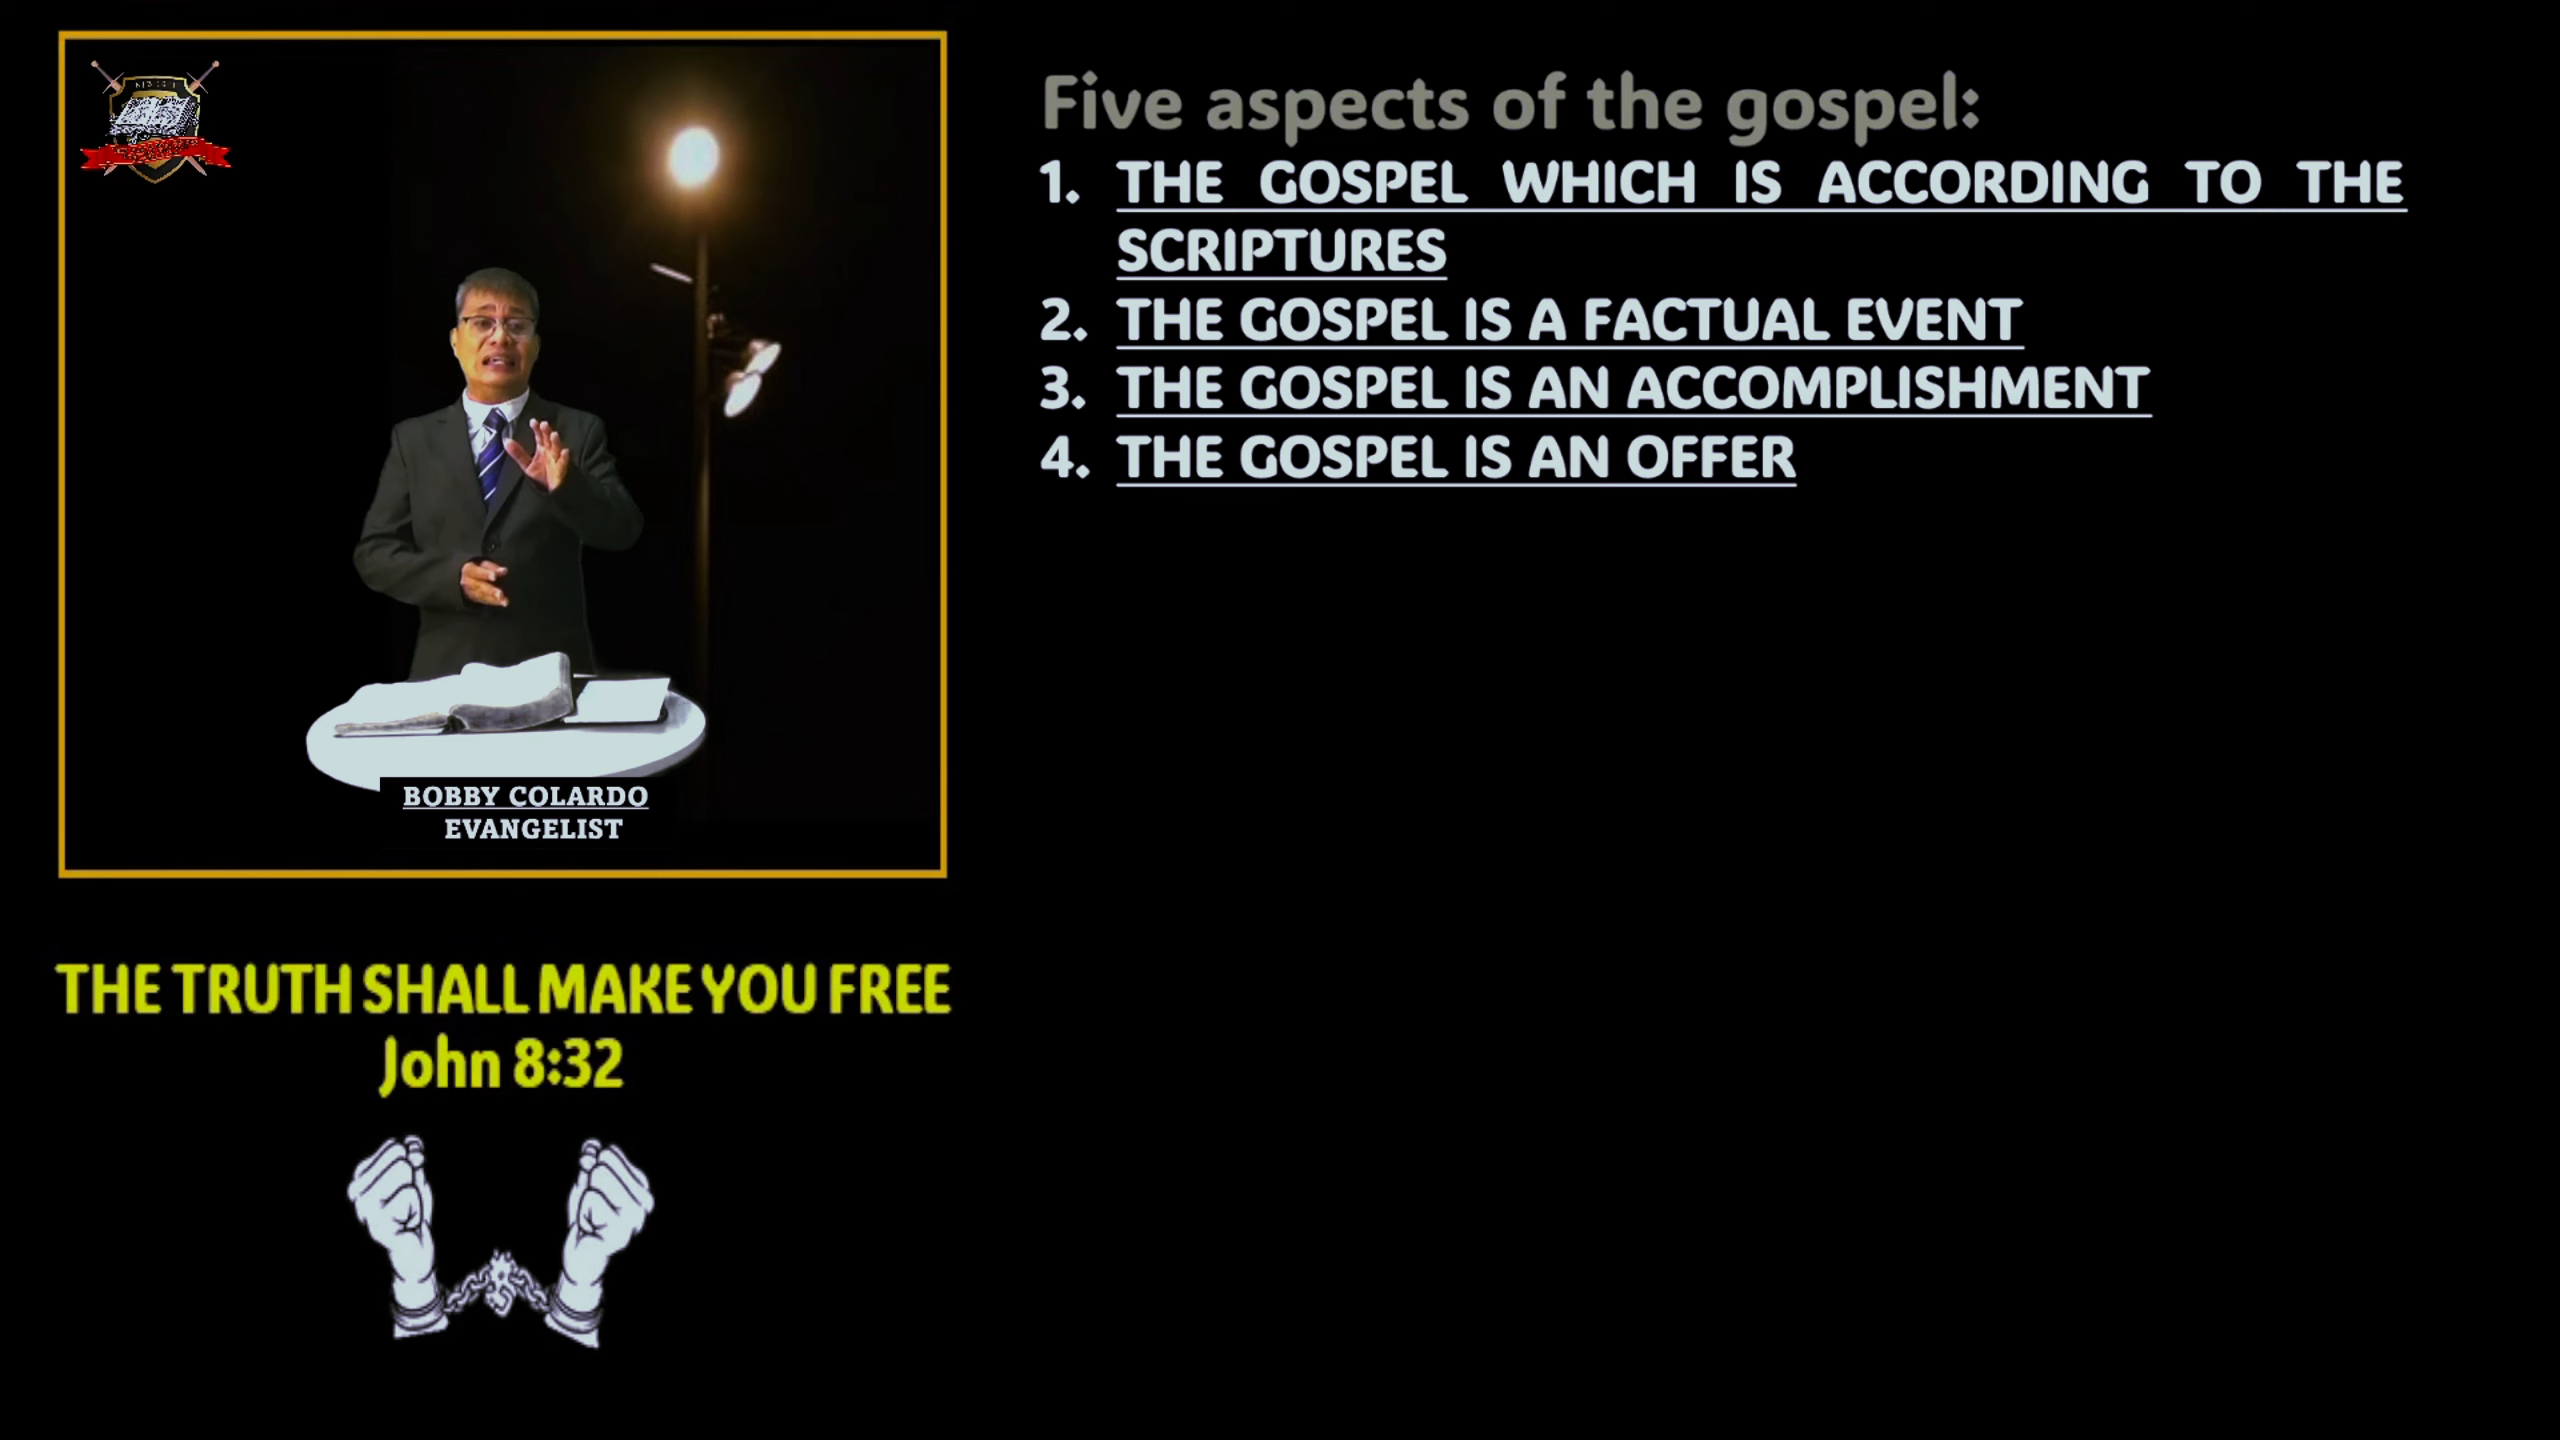 Five aspects of the gospel:
1. THE GOSPEL WHICH IS ACCORDING TO THE
SCRIPTURES
2. THE GOSPEL IS A FACTUAL EVENT
3. THE GOSPEL IS AN ACCOMPLISHMENT
4. THE GOSPEL IS AN OFFER
BOBBY COLARDO
EVANGELIST
THE TRUTH SHALL MAKE YOU FREE
John 8:32